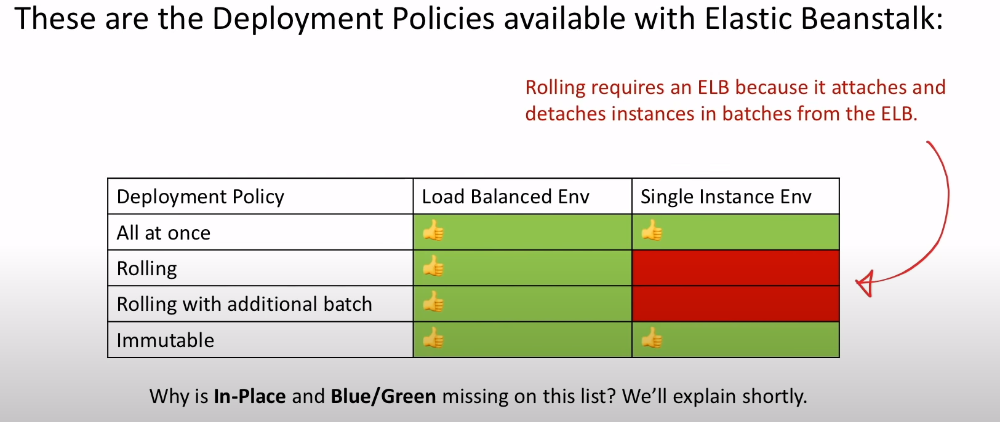 These are the Deployment Policies available with Elastic Beanstalk:
Rolling requires an ELB because it attaches and
detaches instances in batches from the ELB.
Deployment Policy Load Balanced Env Single Instance Env
All at once
Rolling
Rolling with additional batch
Immutable
Why is In-Place and Blue/Green missing on this list? We’ll explain shortly.